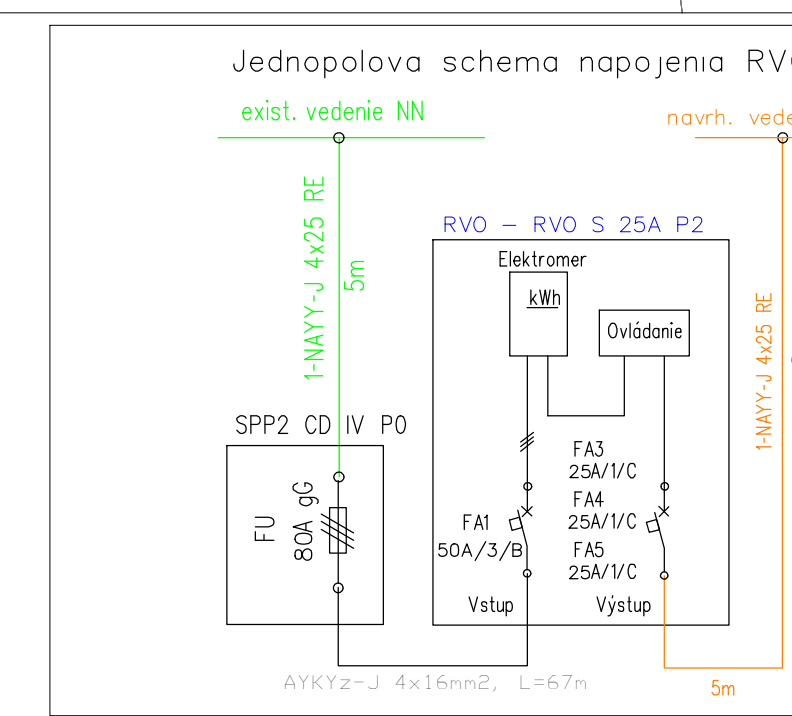 Jednopolova schema napojenia
exist. vedenie NN
navrh.
1-NAYY-J 4x25 RE
5m
RVO - RVO S 25A P2
Elektromer
kWh
Ovládanie
1-NAYY-J 4x25 RE
SPP2 CD IV P0
FU
80A gG
FA3
25A/1/C
FA4
25A/1/C
FA1
50A/3/B
FA5
25A/1/C
Vstup
Výstup
AYKYz-J 4x16mm2, L=67m
5m